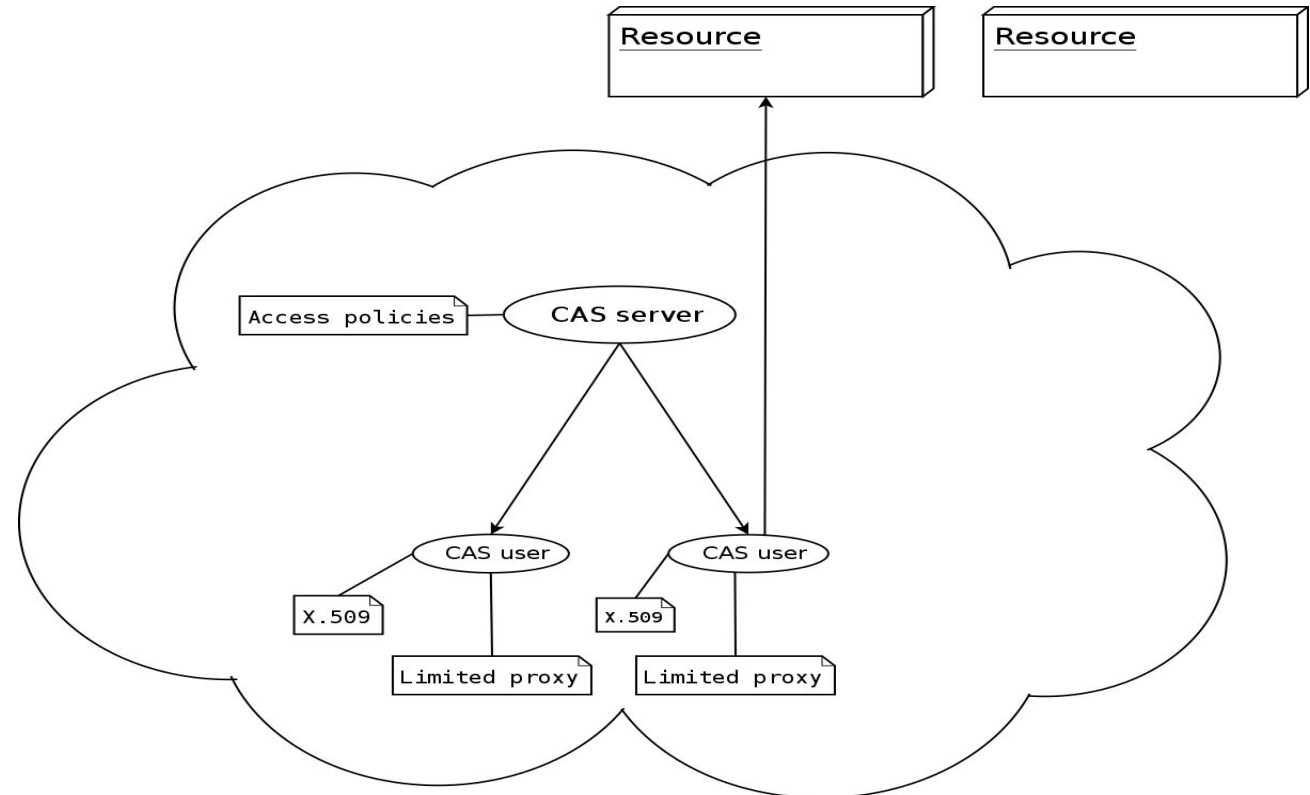 Resource
Resource
Access policies
CAS server
CAS user
CAS user
X.509
X.509
Limited proxy
Limited proxy